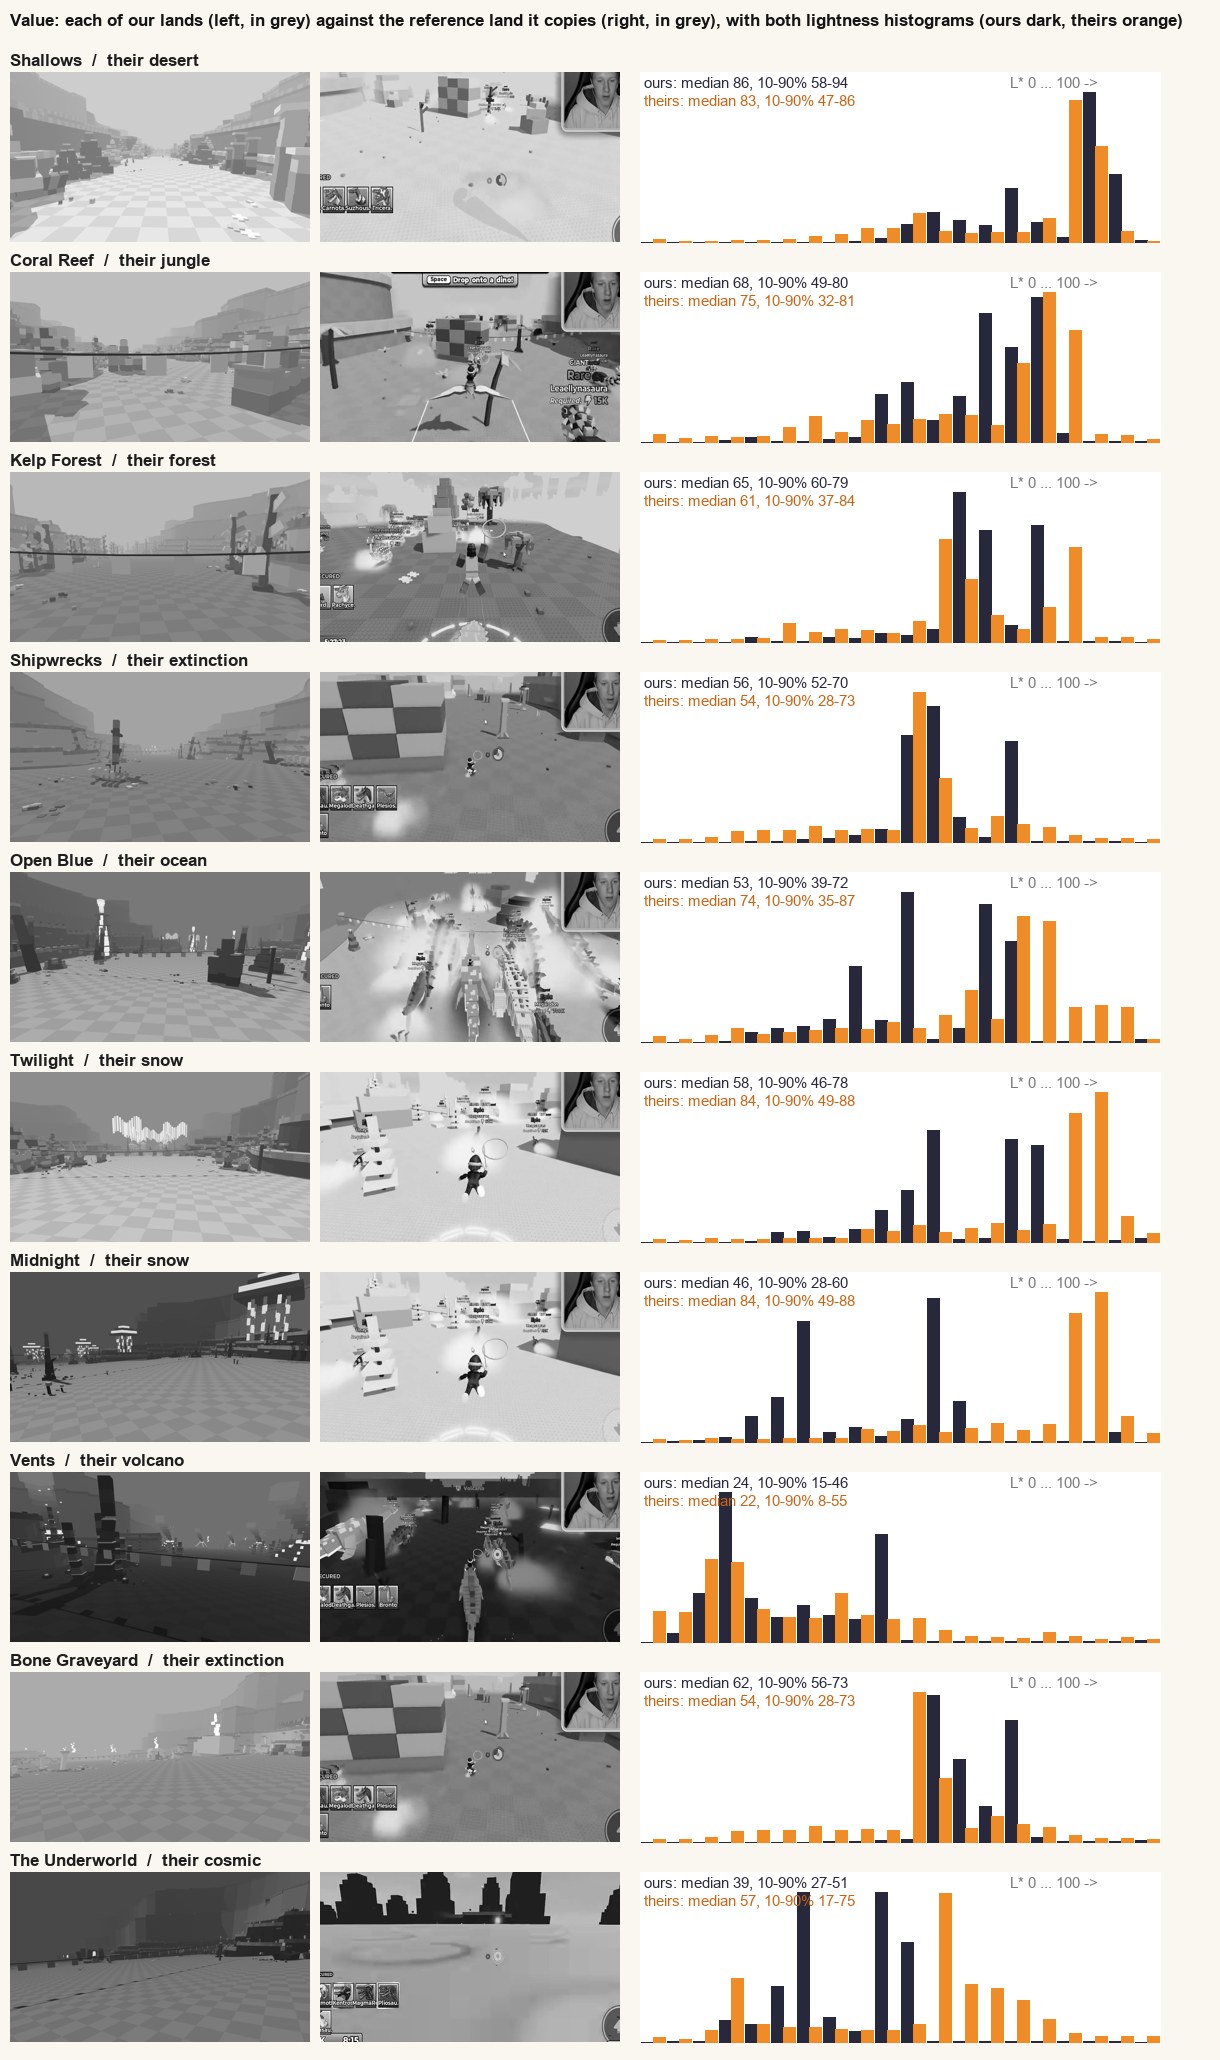 Value: each of our lands (left, in grey) against the reference land it copies (right, in grey), with both lightness histograms (ours dark, theirs orange)
Shallows / their desert
ours: median 86, 10-90% 58-94
L* 0 ... 100 ->
theirs: median 83, 10-90% 47-86
Coral Reef / their jungle
Space Drop onto a dino!
GIANT
Rare
Leaellynasaura
Required 15K
ours: median 68, 10-90% 49-80
L* 0 ... 100 ->
theirs: median 75, 10-90% 32-81
Kelp Forest / their forest
ours: median 65, 10-90% 60-79
L* 0 ... 100 ->
theirs: median 61, 10-90% 37-84
Shipwrecks / their extinction
ours: median 56, 10-90% 52-70
L* 0 ... 100 ->
theirs: median 54, 10-90% 28-73
Open Blue / their ocean
ours: median 53, 10-90% 39-72
L* 0 ... 100 ->
theirs: median 74, 10-90% 35-87
Twilight / their snow
Epic
ours: median 58, 10-90% 46-78
L* 0 ... 100 ->
theirs: median 84, 10-90% 49-88
Midnight / their snow
Epic
ours: median 46, 10-90% 28-60
L* 0 ... 100 ->
theirs: median 84, 10-90% 49-88
Vents / their volcano
ours: median 24, 10-90% 15-46
L* 0 ... 100 ->
theirs: median 22, 10-90% 8-55
Bone Graveyard / their extinction
ours: median 62, 10-90% 56-73
L* 0 ... 100 ->
theirs: median 54, 10-90% 28-73
The Underworld / their cosmic
ours: median 39, 10-90% 27-51
L* 0 ... 100 ->
theirs: median 57, 10-90% 17-75
8:15